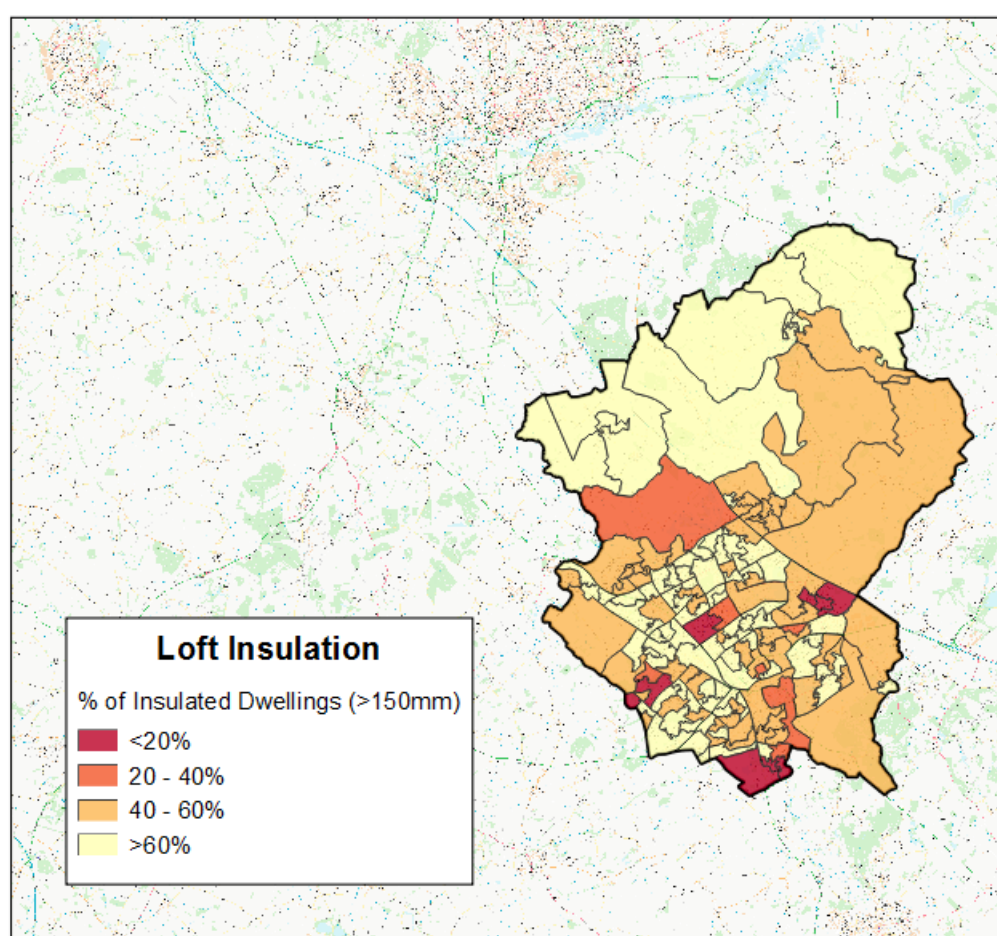 Loft Insulation
% of Insulated Dwellings (>150mm)
<20%
20 - 40%
40 - 60%
>60%